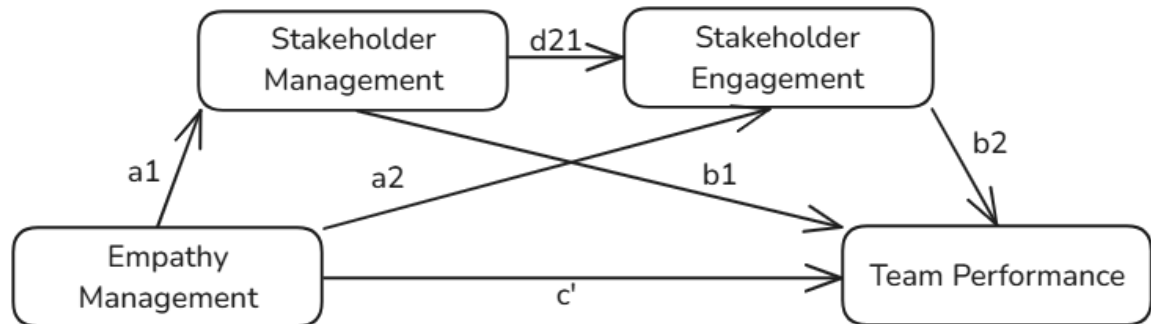 Stakeholder
Management
d21
Stakeholder
Engagement
a1
a2
b1
b2
Empathy
Management
c'
Team Performance